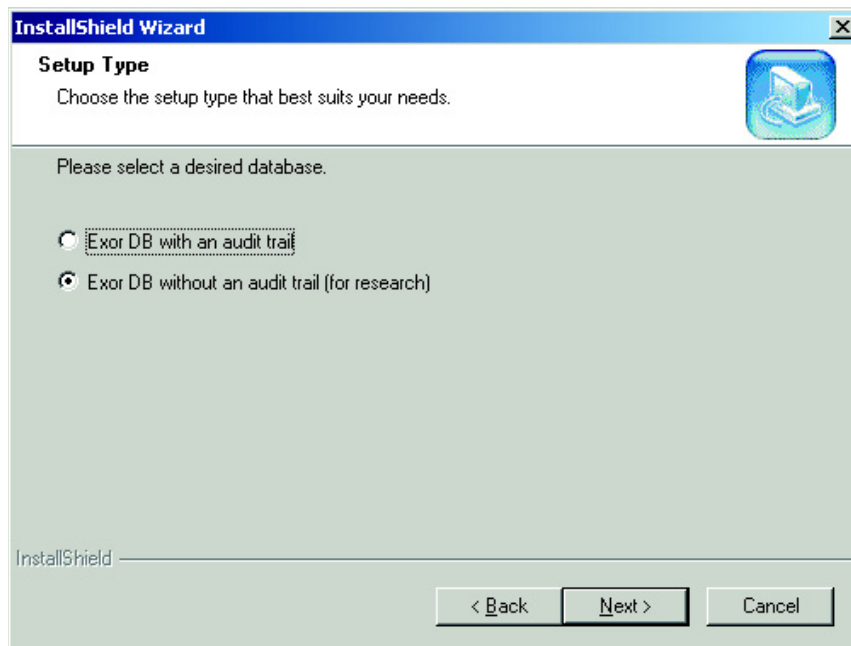 InstallShield Wizard
Setup Type
Choose the setup type that best suits your needs.
Please select a desired database.
Exor DB with an audit trail
Exor DB without an audit trail (for research)
InstallShield
< Back
Next >
Cancel